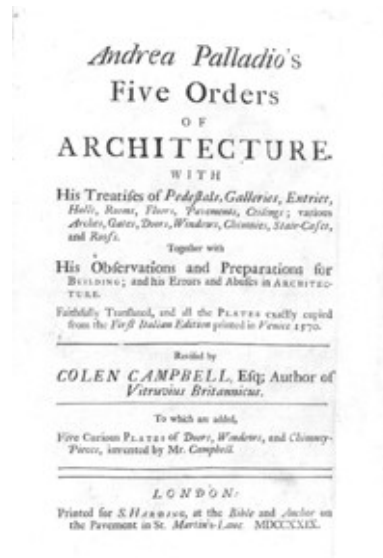 Andrea Palladio's
Five Orders
OF
ARCHITECTURE.
WITH
His Treatiſes of Pedeſtals, Galleries, Entries,
Halls, Rooms, Floors, Pavements, Ceilings; various
Arches, Gates, Doors, Windows, Chimnies, Stair-Caſes,
and Roofs.
Together with
His Obſervations and Preparations for
BUILDING; and his Errors and Abuſes in ARCHITEC-
TURE.
Faithfully Tranſlated, and all the PLATES exactly copied
from the Firſt Italian Edition printed in Venice 1570.
Reviſed by
COLEN CAMPBELL, Eſq; Author of
Vitruvius Britannicus.
To which are added,
Five Curious PLATES of Doors, Windows, and Chimney-
Pieces, invented by Mr. Campbell.
LONDON:
Printed for S. HARDING, at the Bible and Anchor on
the Pavement in St. Martin's-Lane. MDCCXXIX.